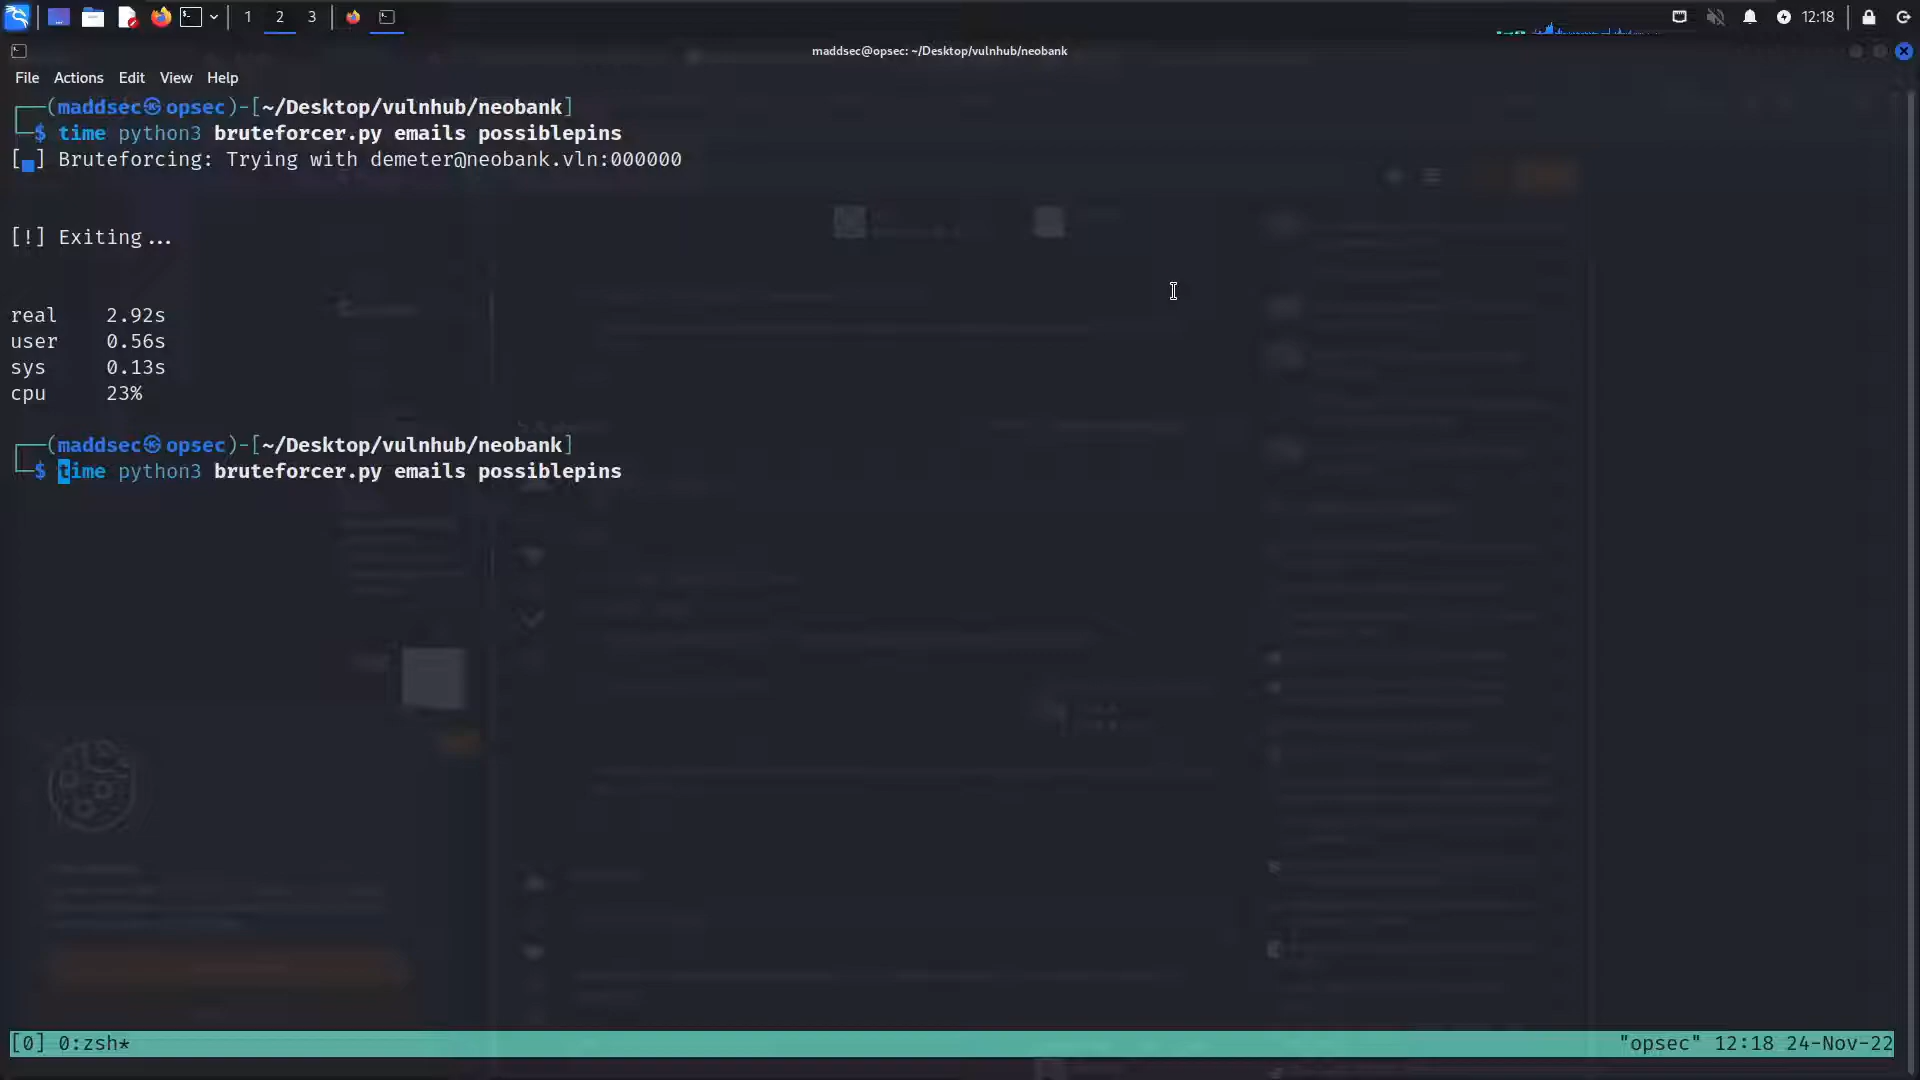 1 2 3 12:18
maddsec@opsec: ~/Desktop/vulnhub/neobank
File Actions Edit View Help
┌──(maddsec㉿opsec)-[~/Desktop/vulnhub/neobank]
└─$ time python3 bruteforcer.py emails possiblepins
[▄] Bruteforcing: Trying with demeter@neobank.vln:000000
[!] Exiting...
real 2.92s
user 0.56s
sys 0.13s
cpu 23%
┌──(maddsec㉿opsec)-[~/Desktop/vulnhub/neobank]
└─$ time python3 bruteforcer.py emails possiblepins
[0] 0:zsh* "opsec" 12:18 24-Nov-22